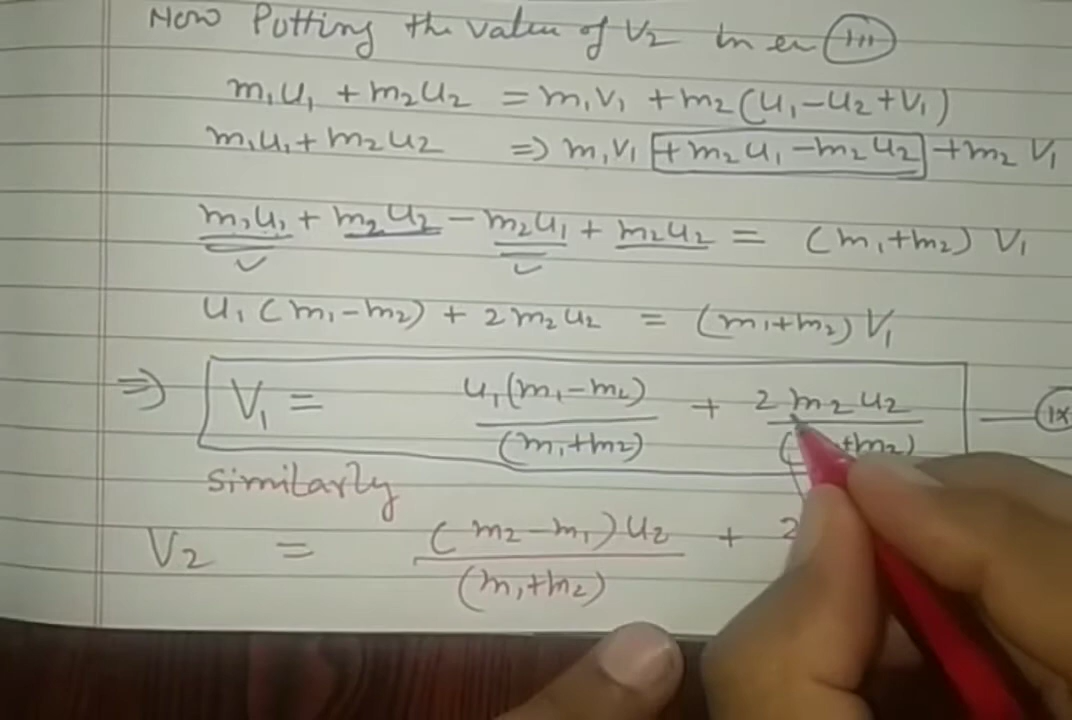 Now Putting the value of V2 in en (iii)
m1u1 + m2u2 = m1v1 + m2(u1-u2+v1)
m1u1 + m2u2 => m1v1 + m2u1 - m2u2 + m2 v1
m1u1 + m2u2 - m2u1 + m2u2 = (m1+m2) V1
u1(m1-m2) + 2m2u2 = (m1+m2) V1
=> V1 = u1(m1-m2)/(m1+m2) + 2m2u2/( +m2) — (ix
Similarly
V2 = (m2-m1)u2/(m1+m2) + 2